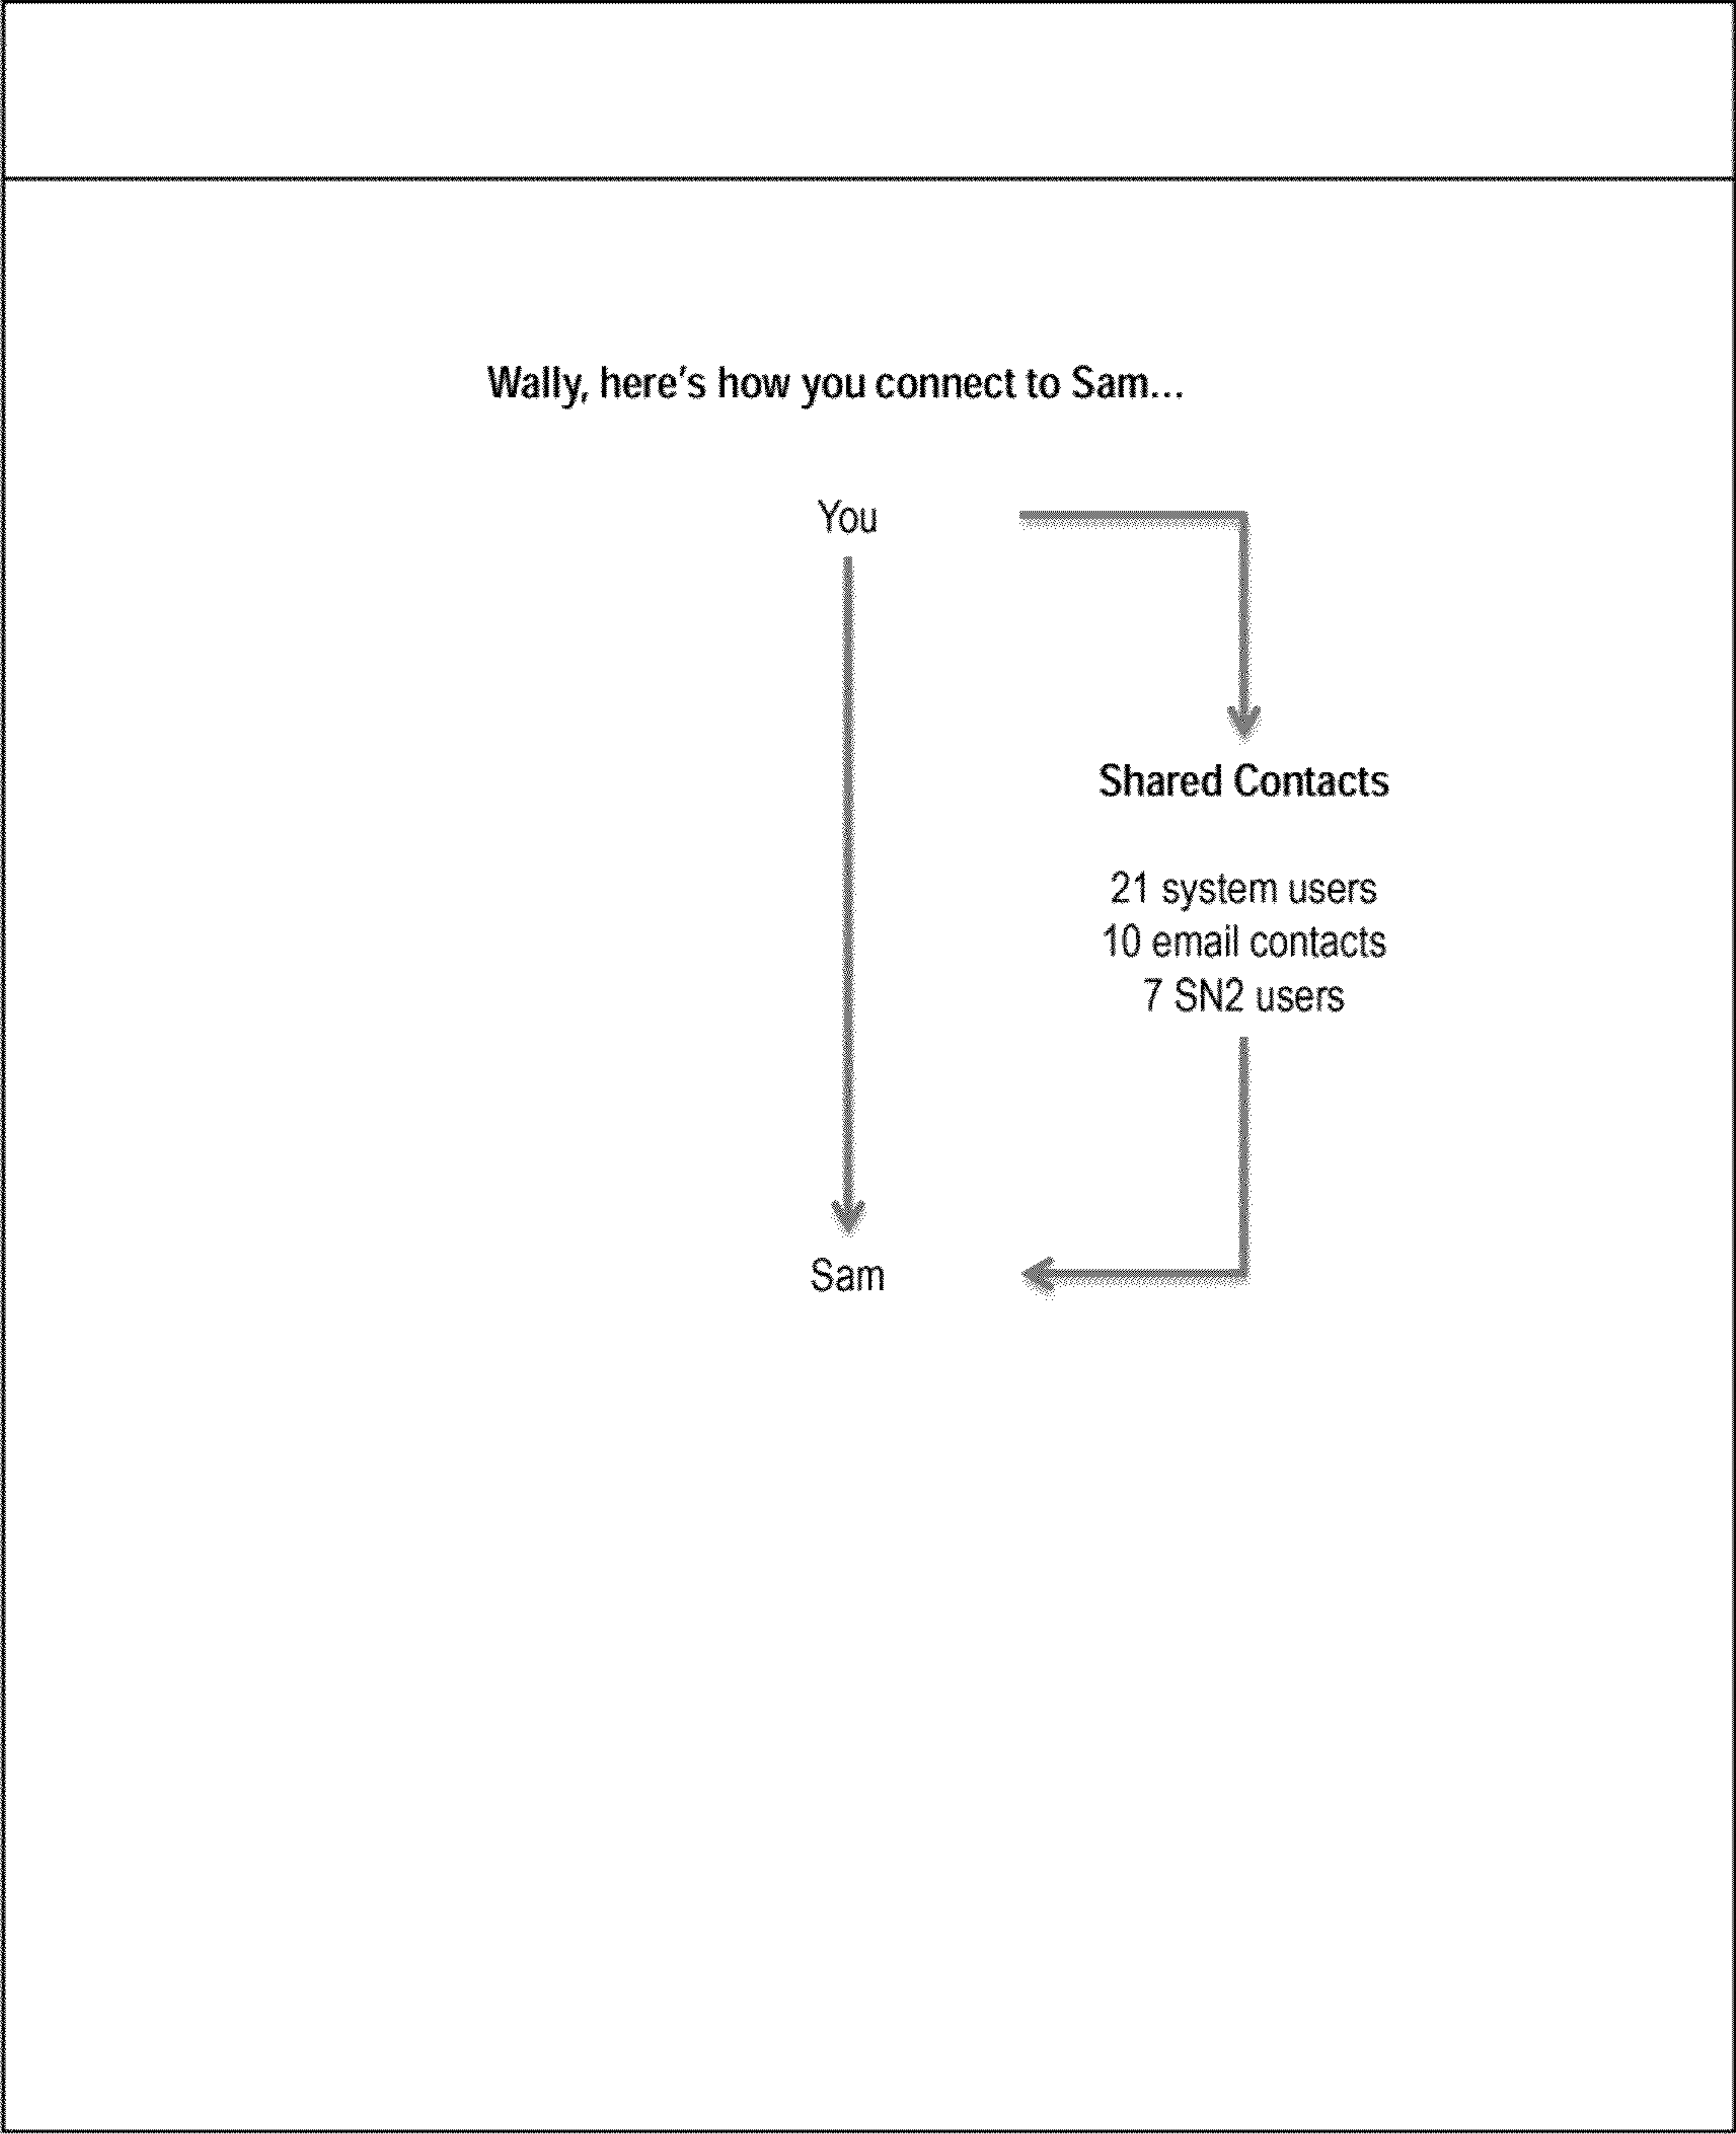 Wally, here's how you connect to Sam...
You
Shared Contacts
21 system users
10 email contacts
7 SN2 users
Sam